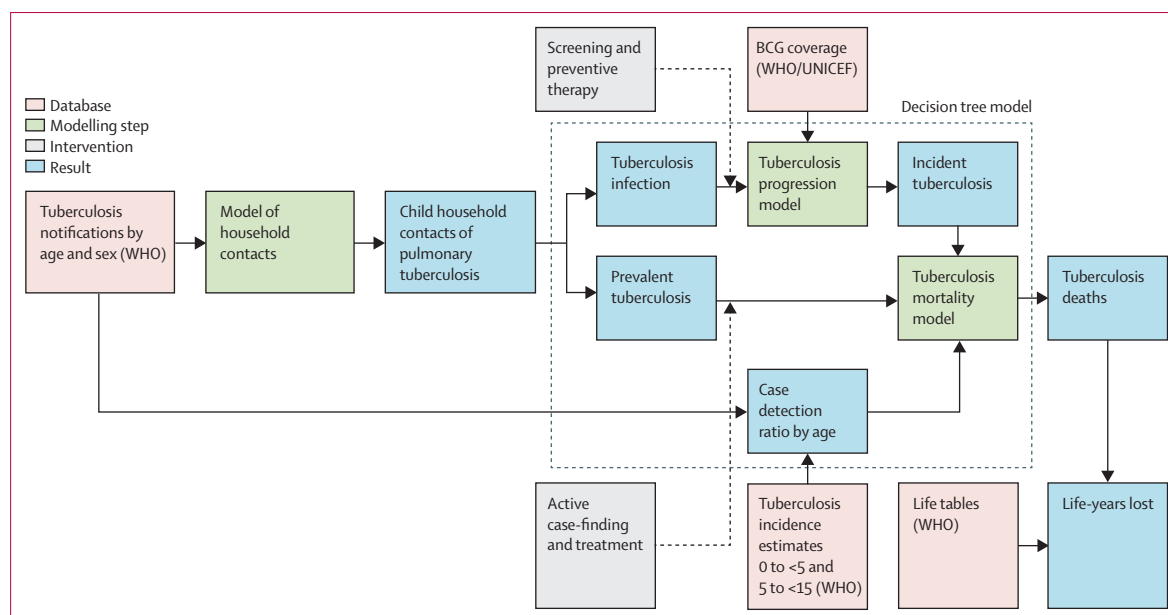 Screening and
preventive
therapy
BCG coverage
(WHO/UNICEF)
Database
Modelling step
Intervention
Result
Decision tree model
Tuberculosis
infection
Tuberculosis
progression
model
Incident
tuberculosis
Tuberculosis
notifications by
age and sex (WHO)
Model of
household
contacts
Child household
contacts of
pulmonary
tuberculosis
Prevalent
tuberculosis
Tuberculosis
mortality
model
Tuberculosis
deaths
Case
detection
ratio by age
Active
case-finding
and treatment
Tuberculosis
incidence
estimates
0 to <5 and
5 to <15 (WHO)
Life tables
(WHO)
Life-years lost